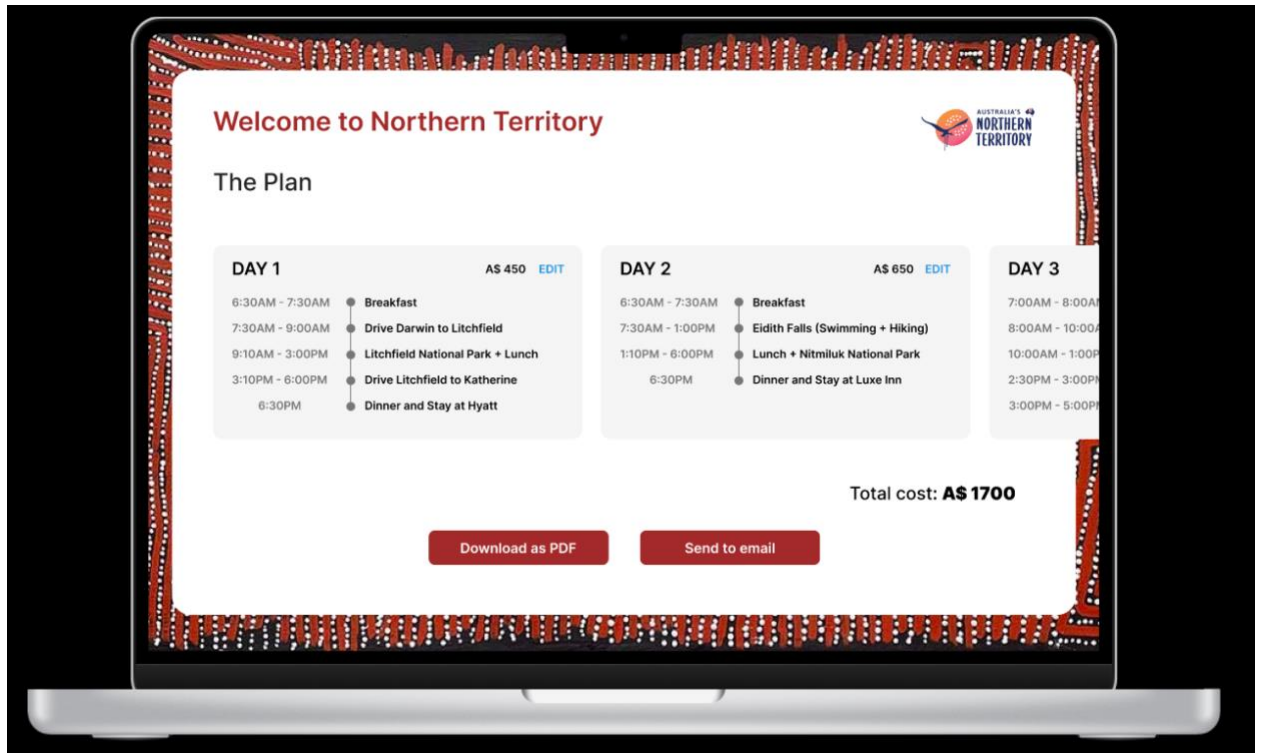 Welcome to Northern Territory
AUSTRALIA'S
NORTHERN
TERRITORY
The Plan
DAY 1 A$ 450 EDIT
6:30AM - 7:30AM Breakfast
7:30AM - 9:00AM Drive Darwin to Litchfield
9:10AM - 3:00PM Litchfield National Park + Lunch
3:10PM - 6:00PM Drive Litchfield to Katherine
6:30PM Dinner and Stay at Hyatt
DAY 2 A$ 650 EDIT
6:30AM - 7:30AM Breakfast
7:30AM - 1:00PM Eidith Falls (Swimming + Hiking)
1:10PM - 6:00PM Lunch + Nitmiluk National Park
6:30PM Dinner and Stay at Luxe Inn
DAY 3
7:00AM - 8:00A
8:00AM - 10:00
10:00AM - 1:00P
2:30PM - 3:00P
3:00PM - 5:00P
Total cost: A$ 1700
Download as PDF
Send to email